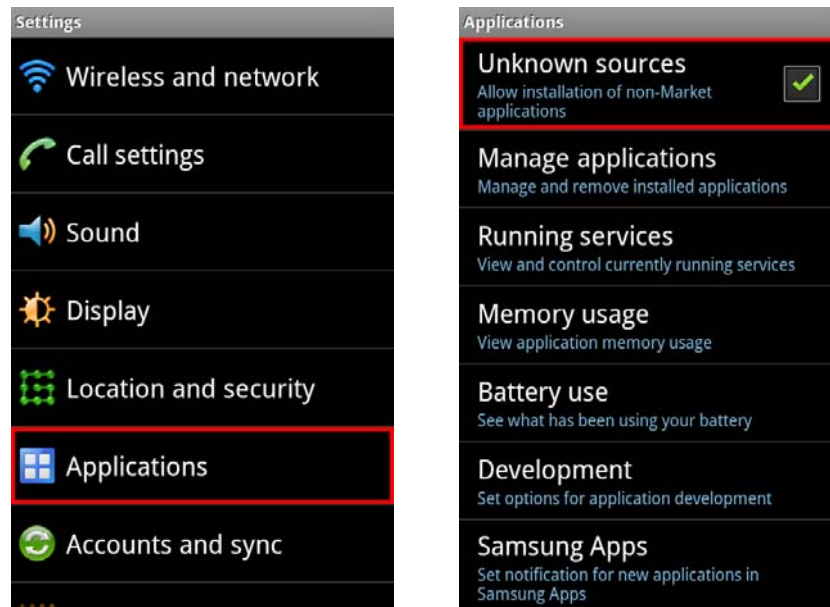 Settings
Wireless and network
Call settings
Sound
Display
Location and security
Applications
Accounts and sync
Applications
Unknown sources
Allow installation of non-Market
applications
Manage applications
Manage and remove installed applications
Running services
View and control currently running services
Memory usage
View application memory usage
Battery use
See what has been using your battery
Development
Set options for application development
Samsung Apps
Set notification for new applications in
Samsung Apps